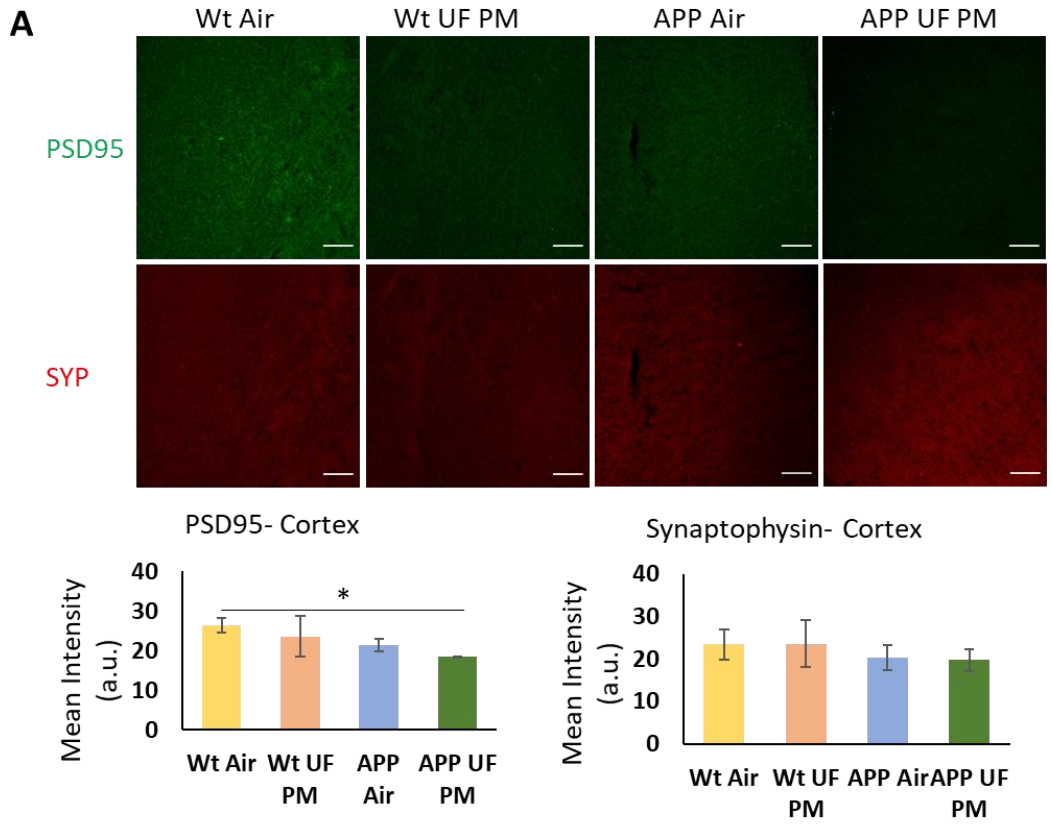 A
Wt Air Wt UF PM APP Air APP UF PM
PSD95
SYP
PSD95- Cortex
Mean Intensity
(a.u.)
40
30
20
10
0
*
Wt Air Wt UF APP APP UF
PM Air PM
Synaptophysin- Cortex
Mean Intensity
(a.u.)
40
30
20
10
0
Wt Air Wt UF APP Air APP UF
PM PM